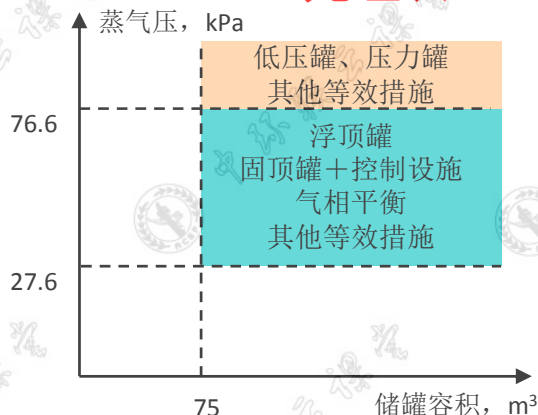 蒸气压，kPa
低压罐、压力罐
其他等效措施
76.6
浮顶罐
固顶罐＋控制设施
气相平衡
其他等效措施
27.6
75
储罐容积，m³